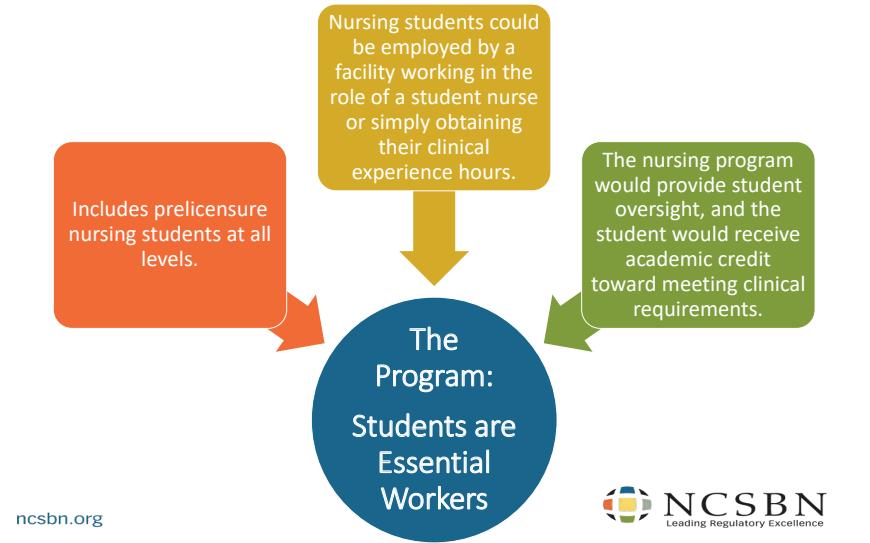 Nursing students could
be employed by a
facility working in the
role of a student nurse
or simply obtaining
their clinical
experience hours.
Includes prelicensure
nursing students at all
levels.
The nursing program
would provide student
oversight, and the
student would receive
academic credit
toward meeting clinical
requirements.
The
Program:
Students are
Essential
Workers
ncsbn.org
NCSBN
Leading Regulatory Excellence